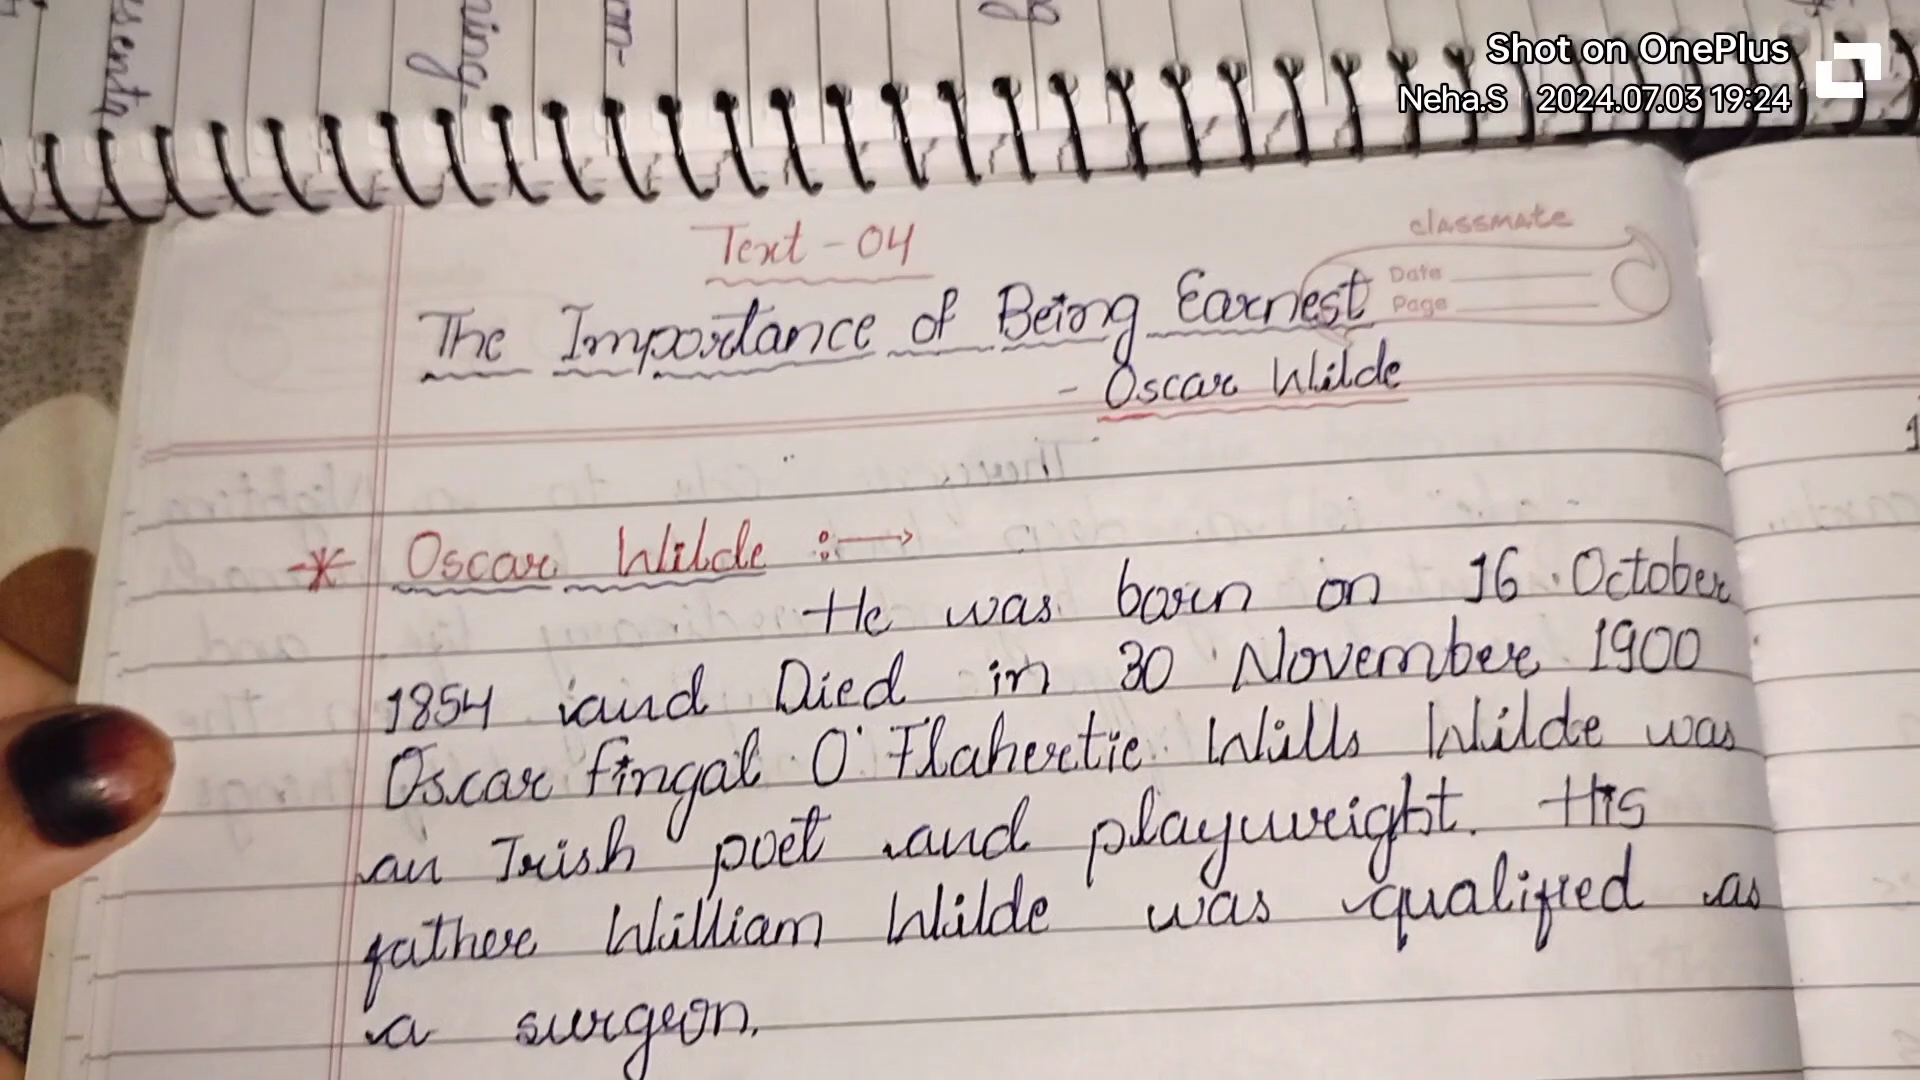 Shot on OnePlus
Neha.S | 2024.07.03 19:24
classmate
Date
Page
Text - 04
The Importance of Being Earnest
- Oscar Wilde
* Oscar Wilde :→
He was born on 16 October
1854 and Died in 30 November 1900
Oscar Fingal O' Flahertie Wills Wilde was
an Irish poet and playwright. His
father William Wilde was qualified as
a surgeon.